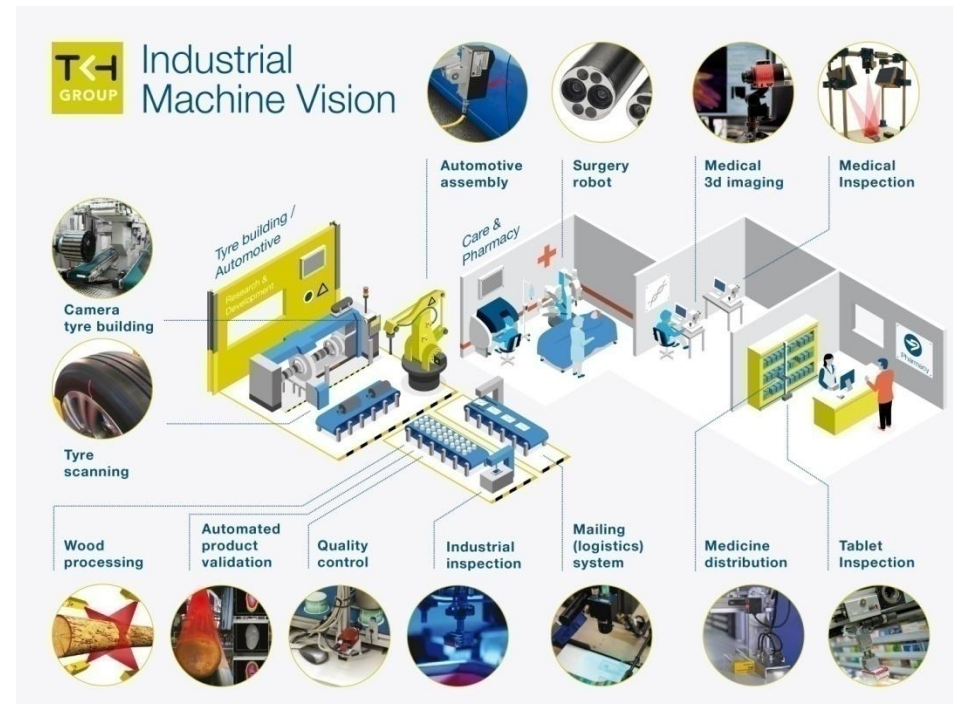 TKH
GROUP
Industrial
Machine Vision
Automotive
assembly
Surgery
robot
Medical
3d imaging
Medical
Inspection
Tyre building /
Automotive
Care &
Pharmacy
Research &
Development
Camera
tyre building
Pharmacy
Tyre
scanning
Wood
processing
Automated
product
validation
Quality
control
Industrial
inspection
Mailing
(logistics)
system
Medicine
distribution
Tablet
Inspection